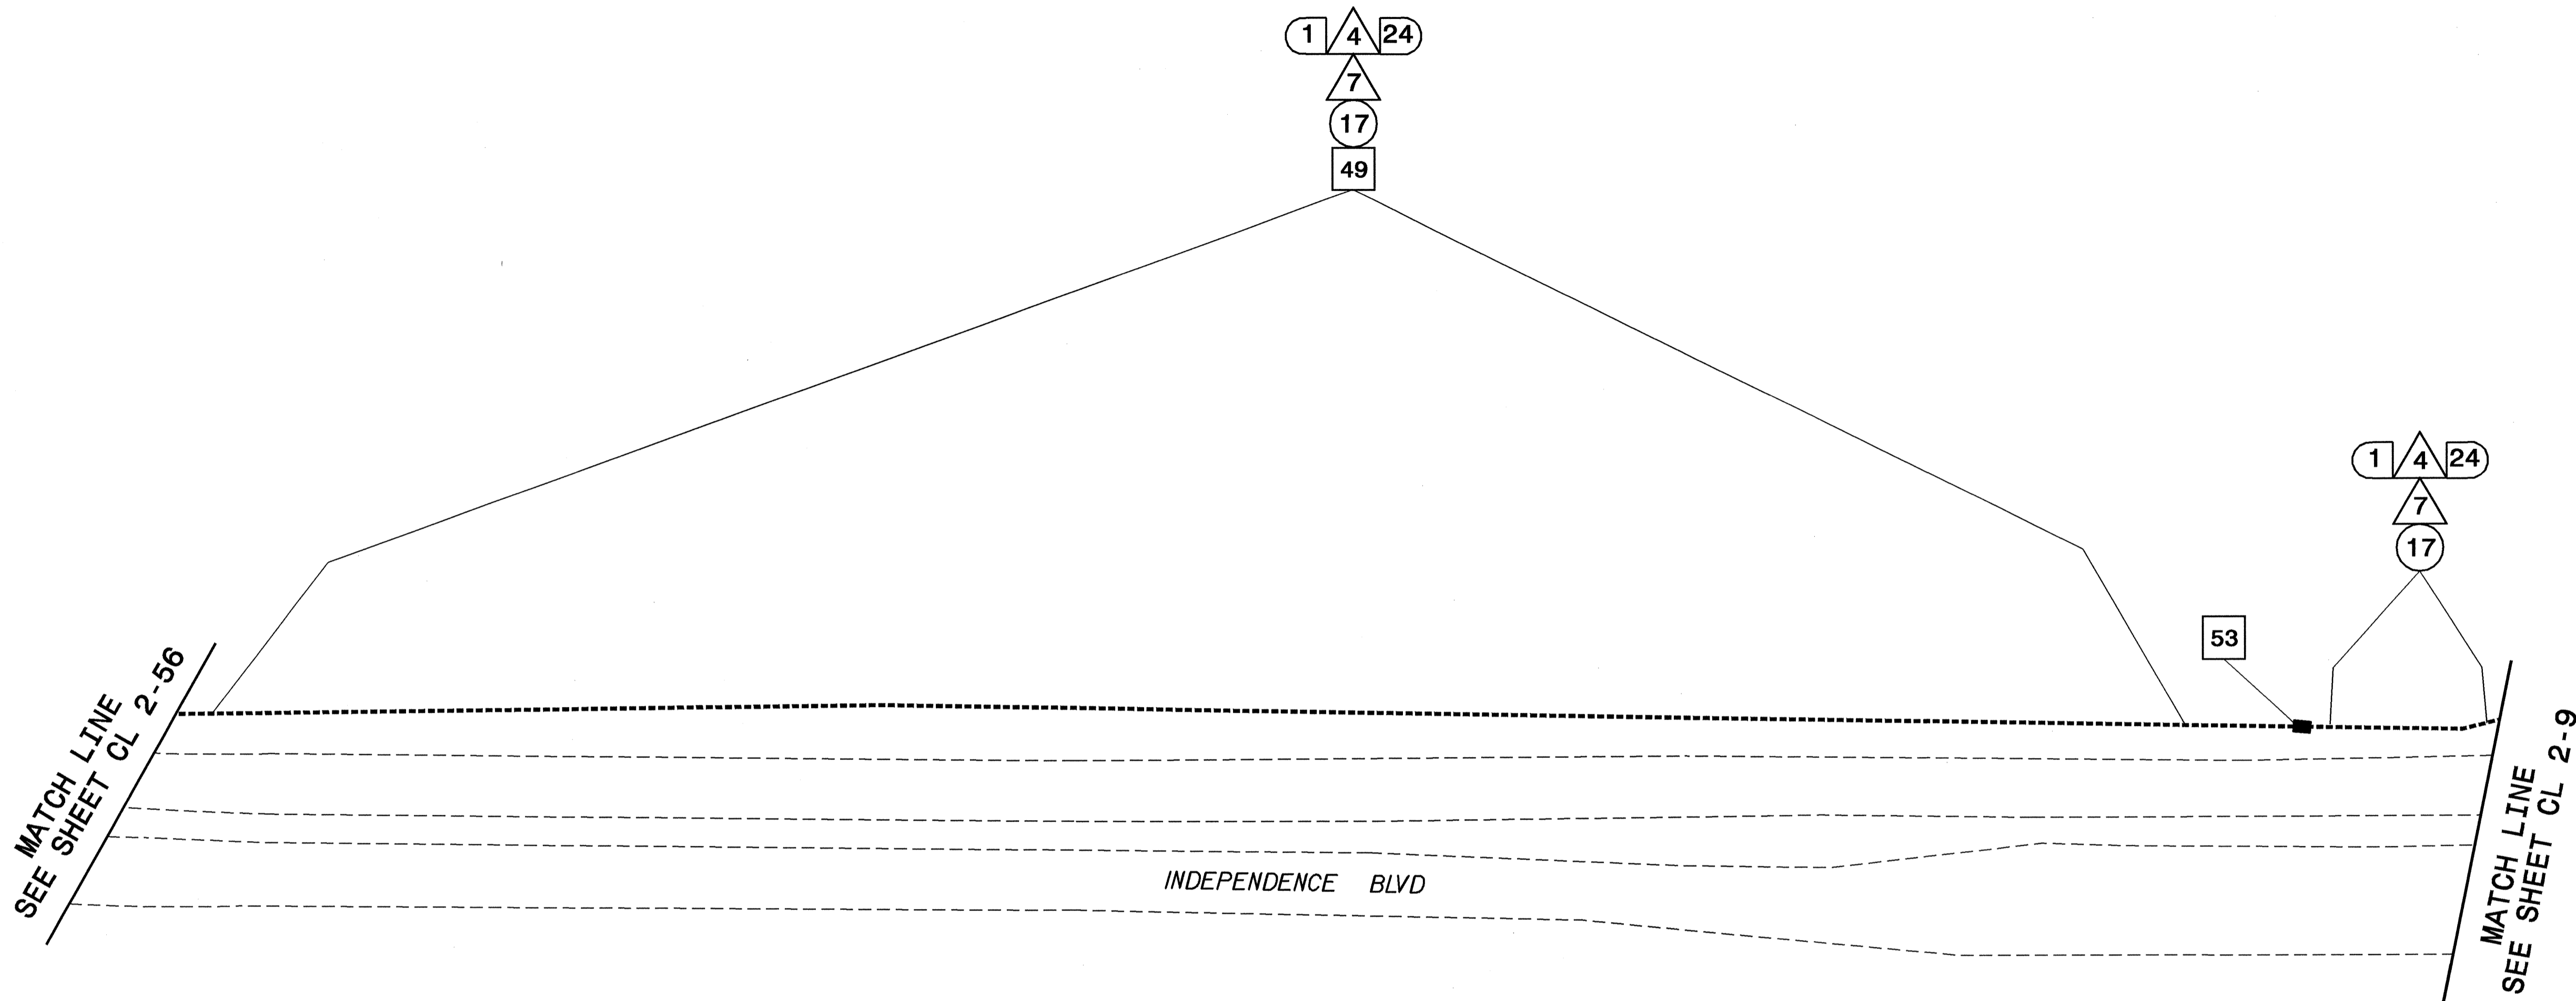 1 4 24
7
17
49
1 4 24
7
17
53
MATCH LINE
SEE SHEET CL 2-56
INDEPENDENCE BLVD
MATCH LINE
SEE SHEET CL 2-9